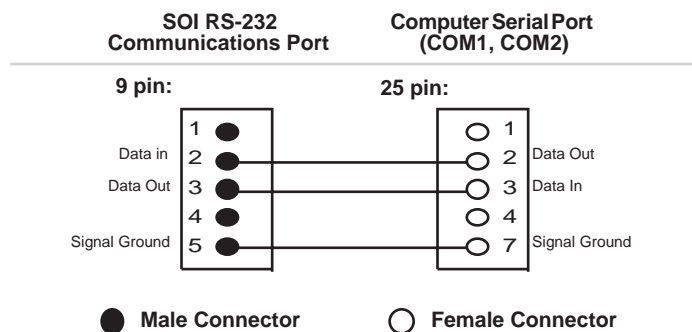 SOI RS-232 Computer Serial Port
Communications Port (COM1, COM2)
9 pin: 25 pin:
1 1
Data in 2 2 Data Out
Data Out 3 3 Data In
4 4
Signal Ground 5 7 Signal Ground
Male Connector Female Connector